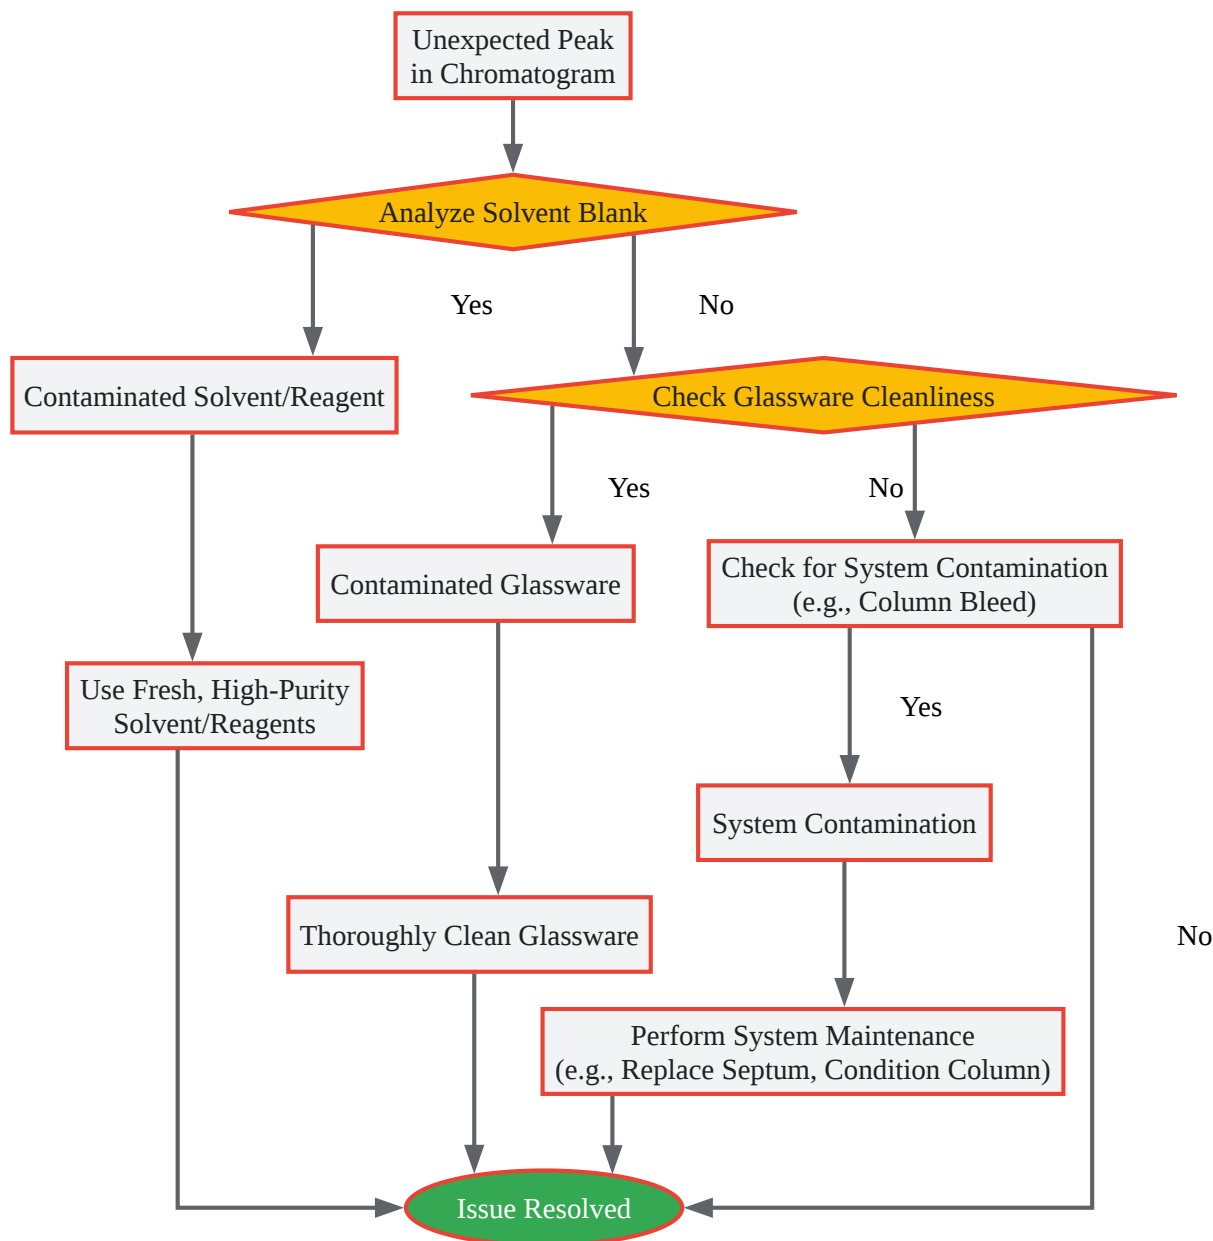 Unexpected Peak
in Chromatogram
Analyze Solvent Blank
Yes
No
Contaminated Solvent/Reagent
Check Glassware Cleanliness
Yes
No
Contaminated Glassware
Check for System Contamination
(e.g., Column Bleed)
Use Fresh, High-Purity
Solvent/Reagents
Yes
System Contamination
Thoroughly Clean Glassware
No
Perform System Maintenance
(e.g., Replace Septum, Condition Column)
Issue Resolved